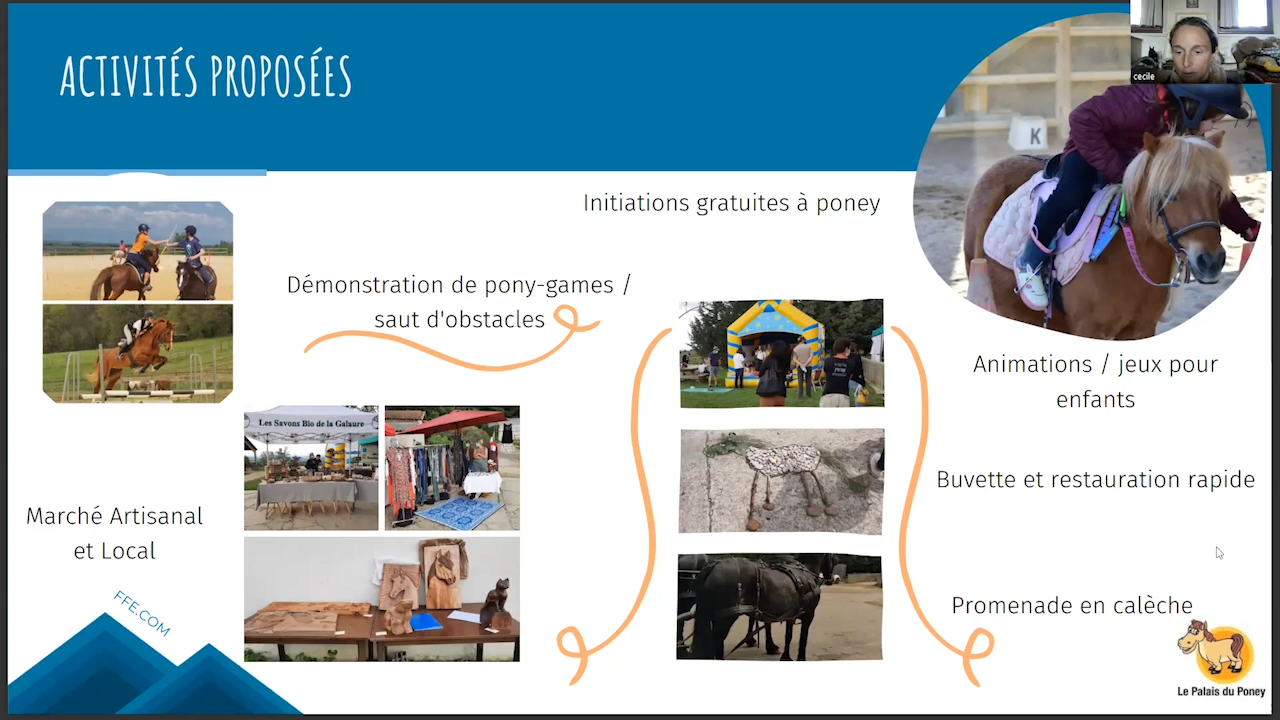 ACTIVITÉS PROPOSÉES
cecile
K
Initiations gratuites à poney
Démonstration de pony-games /
saut d'obstacles
Animations / jeux pour
enfants
Les Savons Bio de la Galaure
Buvette et restauration rapide
Marché Artisanal
et Local
Promenade en calèche
FFE.COM
Le Palais du Poney